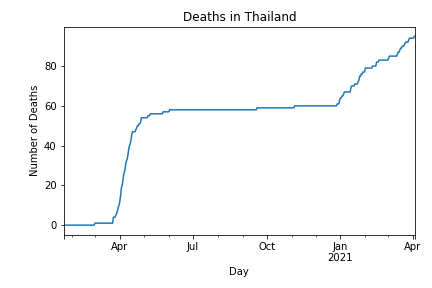 Deaths in Thailand
Number of Deaths
80
60
40
20
0
Apr
Jul
Oct
Jan
2021
Apr
Day